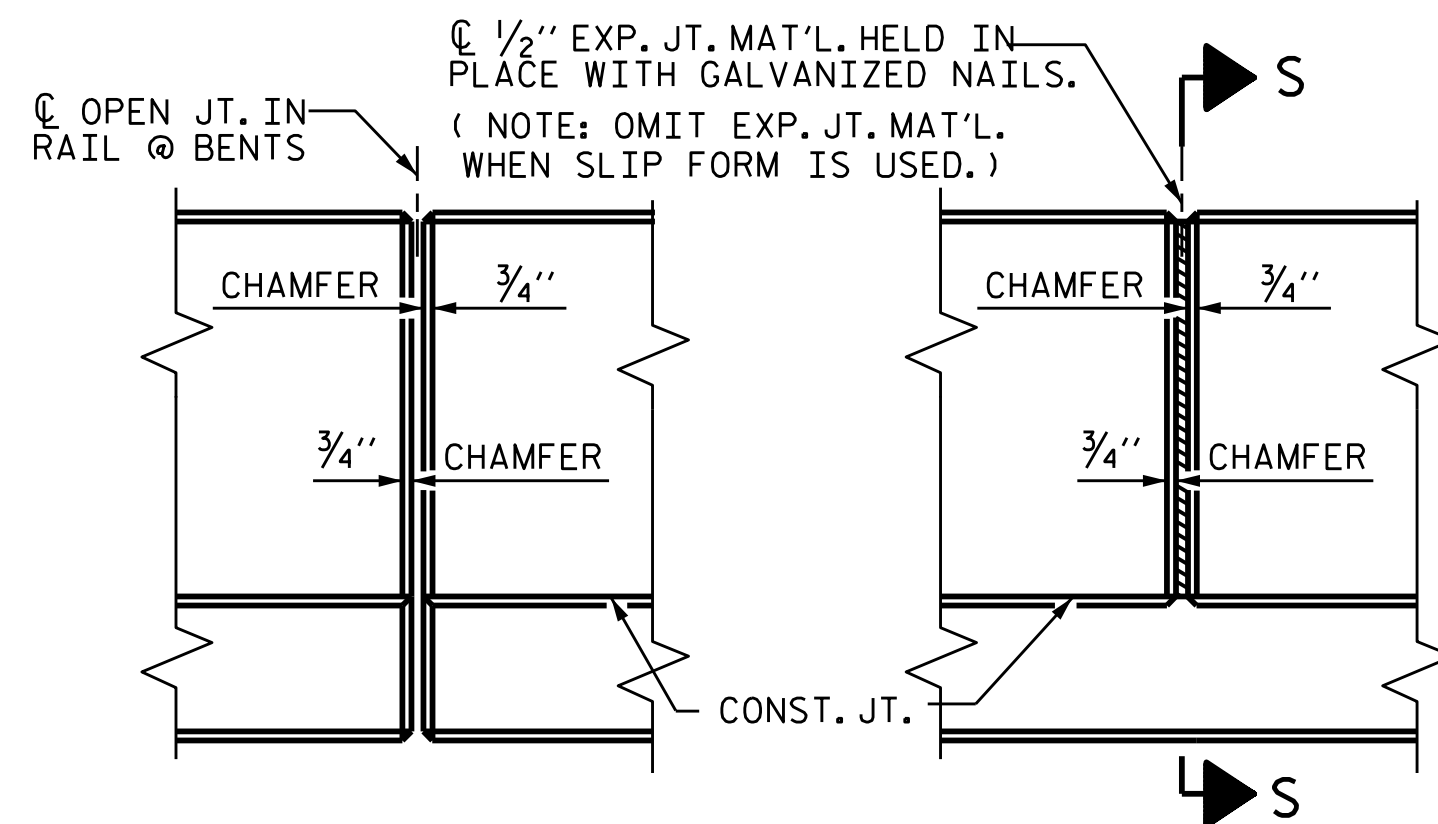 ℄ OPEN JT. IN
RAIL @ BENTS
℄ 1/2" EXP. JT. MAT'L. HELD IN
PLACE WITH GALVANIZED NAILS.
( NOTE: OMIT EXP. JT. MAT'L.
WHEN SLIP FORM IS USED. )
S
CHAMFER 3/4"
3/4" CHAMFER
CHAMFER 3/4"
3/4" CHAMFER
CONST. JT.
S